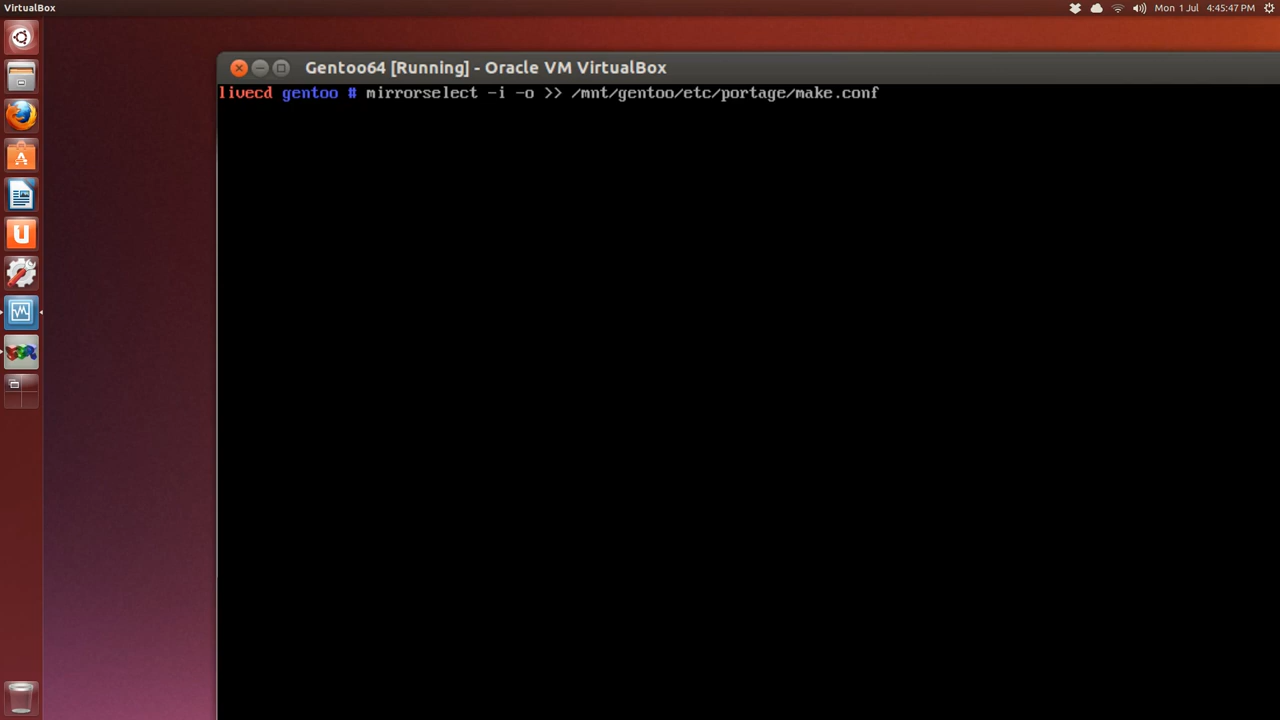 VirtualBox
Mon 1 Jul 4:45:47 PM
Gentoo64 [Running] - Oracle VM VirtualBox
livecd gentoo # mirrorselect -i -o >> /mnt/gentoo/etc/portage/make.conf